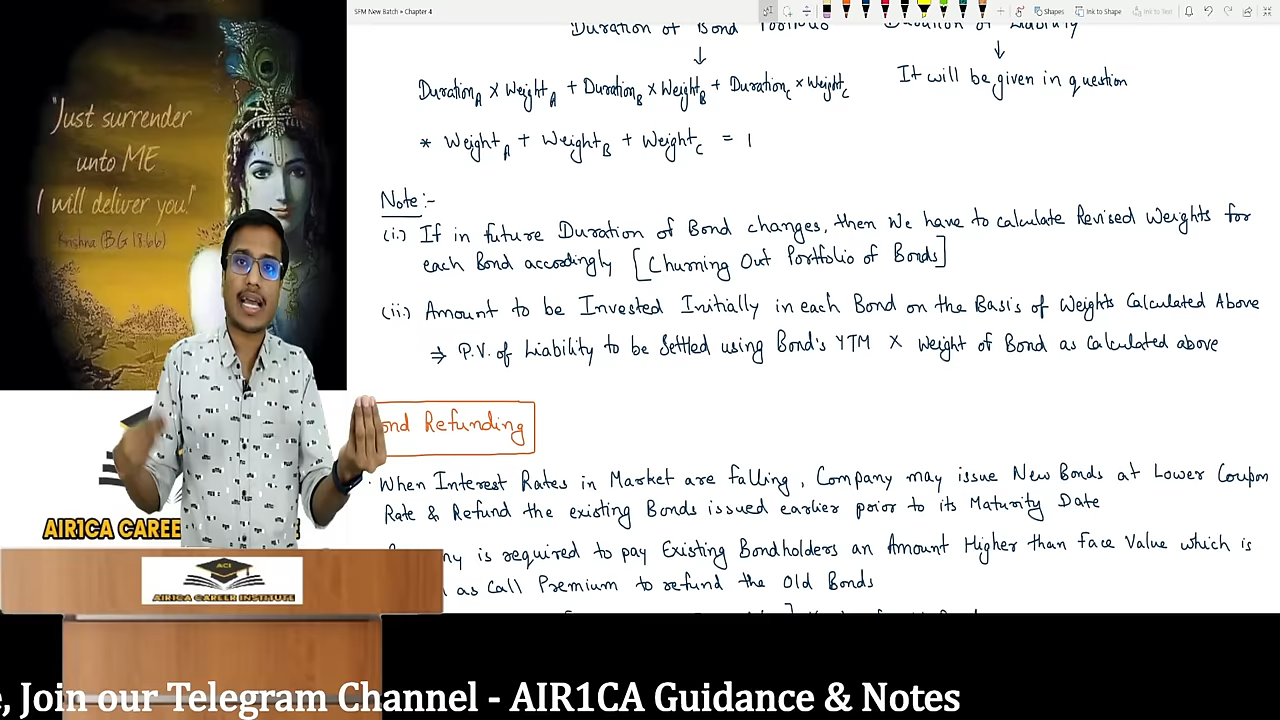 SFM New Batch » Chapter 4
Shapes
Ink to Shape
Ink to Text
Duration of Bond Portfolio
Duration of Liability
↓
↓
Duration_A × Weight_A + Duration_B × Weight_B + Duration_C × Weight_C
It will be given in question
* Weight_A + Weight_B + Weight_C = 1
Note:-
(i.) If in future Duration of Bond changes, then We have to calculate Revised Weights for
each Bond accordingly [Churning Out Portfolio of Bonds]
(ii.) Amount to be Invested Initially in each Bond on the Basis of Weights Calculated Above
⇒ P.V. of Liability to be Settled using Bond's YTM × Weight of Bond as Calculated above
ond Refunding
When Interest Rates in Market are falling, Company may issue New Bonds at Lower Coupon
Rate & Refund the existing Bonds issued earlier prior to its Maturity Date
ny is required to pay Existing Bondholders an Amount Higher than Face Value which is
as Call Premium to refund the Old Bonds
"Just surrender
unto ME
I will deliver you!"
Krishna (BG 18:66)
AIR1CA CAREE
E
ACI
AIR1CA CAREER INSTITUTE
e, Join our Telegram Channel - AIR1CA Guidance & Notes